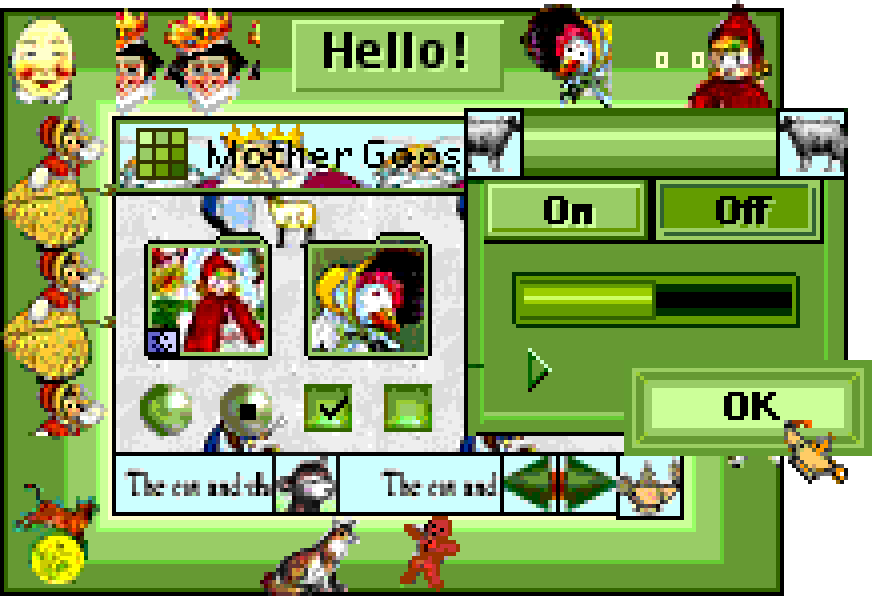 Hello!
Mother Goos
On
Off
OK
The cat and the
The cat and